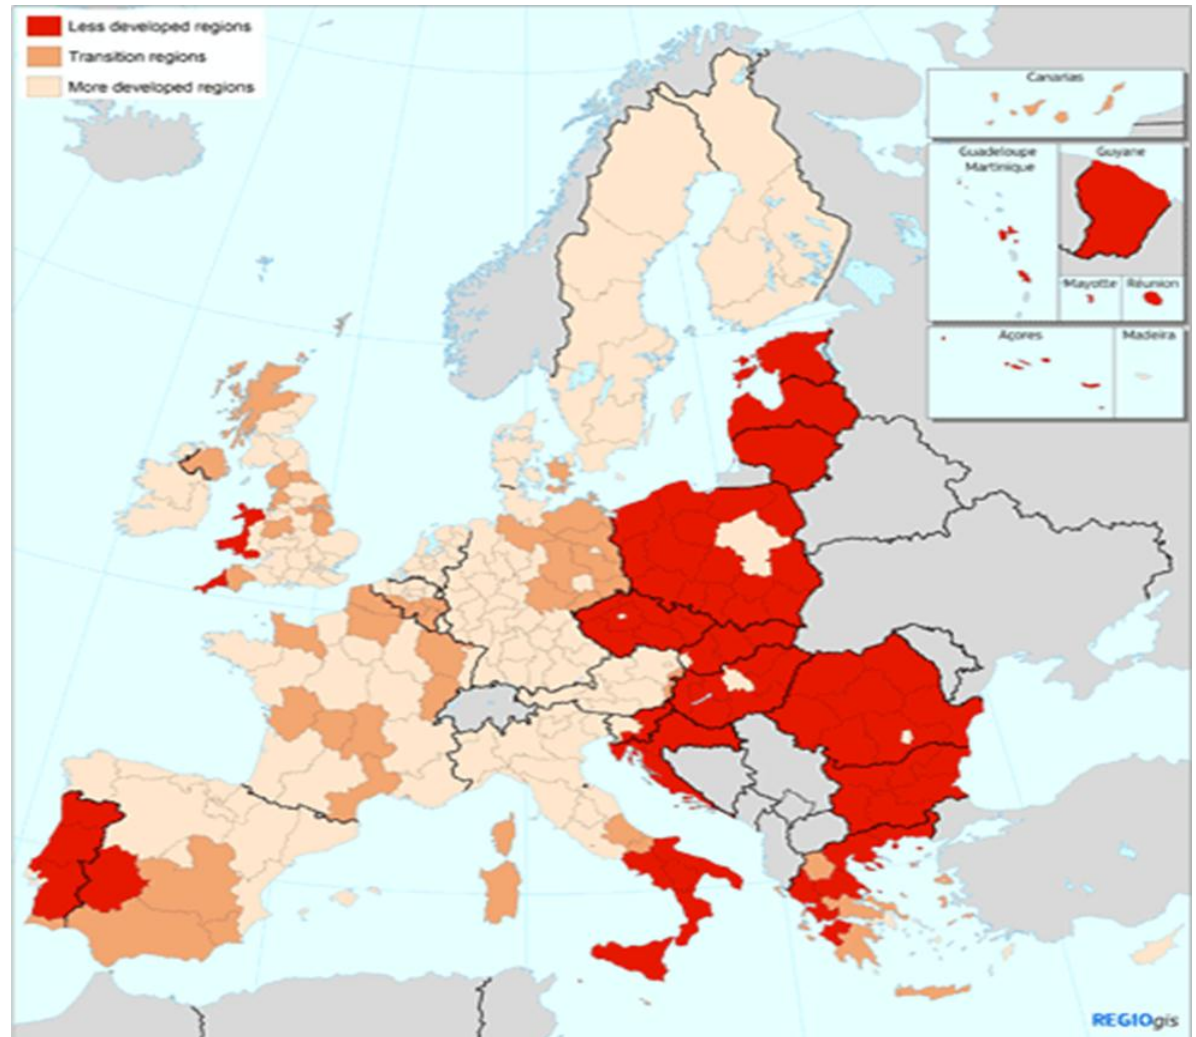 Less developed regions
Transition regions
More developed regions
Canarias
Guadeloupe
Martinique
Guyane
Mayotte
Réunion
Açores
Madeira
REGIOgis